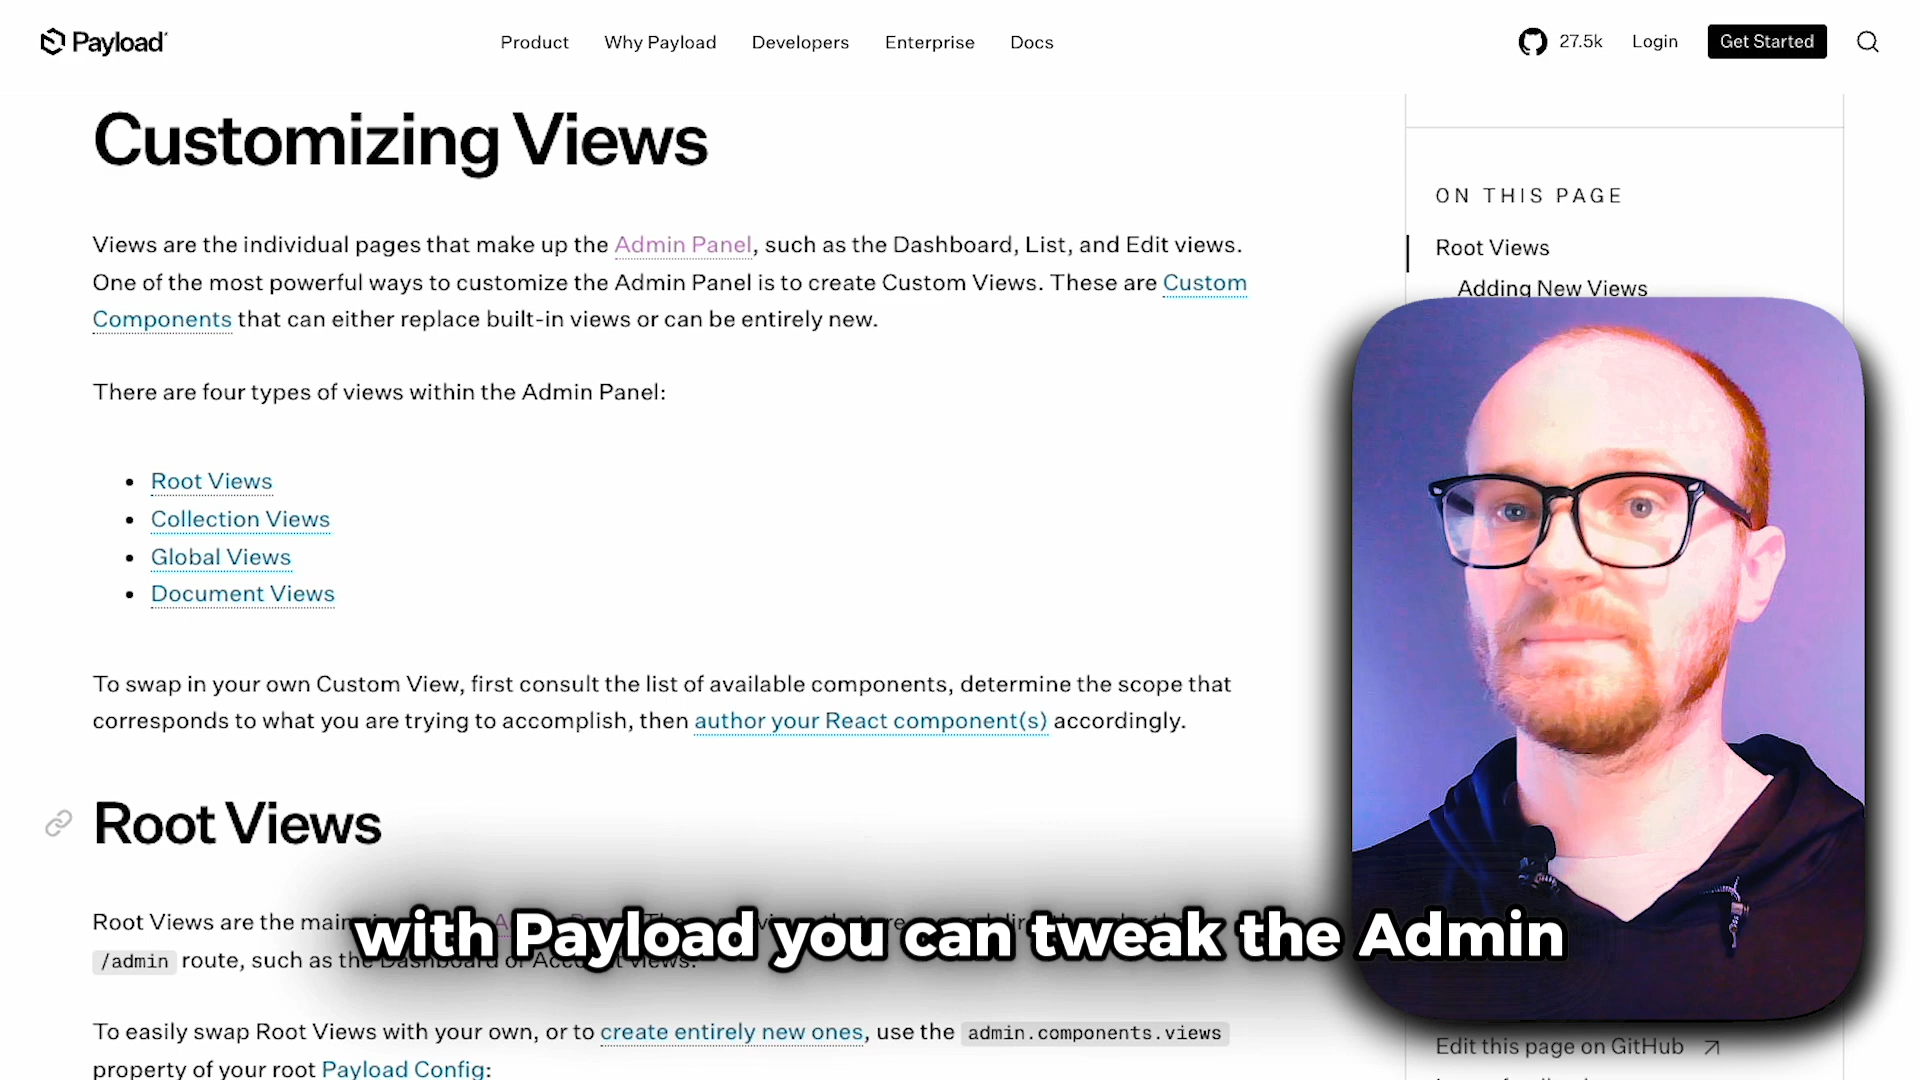 Payload
Product
Why Payload
Developers
Enterprise
Docs
27.5k
Login
Get Started
Customizing Views
Views are the individual pages that make up the Admin Panel, such as the Dashboard, List, and Edit views.
One of the most powerful ways to customize the Admin Panel is to create Custom Views. These are Custom
Components that can either replace built-in views or can be entirely new.
There are four types of views within the Admin Panel:
• Root Views
• Collection Views
• Global Views
• Document Views
To swap in your own Custom View, first consult the list of available components, determine the scope that
corresponds to what you are trying to accomplish, then author your React component(s) accordingly.
Root Views
Root Views are the main
/admin route, such as the Dashboard or Account views.
To easily swap Root Views with your own, or to create entirely new ones, use the admin.components.views
property of your root Payload Config:
ON THIS PAGE
Root Views
Adding New Views
Edit this page on GitHub
with Payload you can tweak the Admin